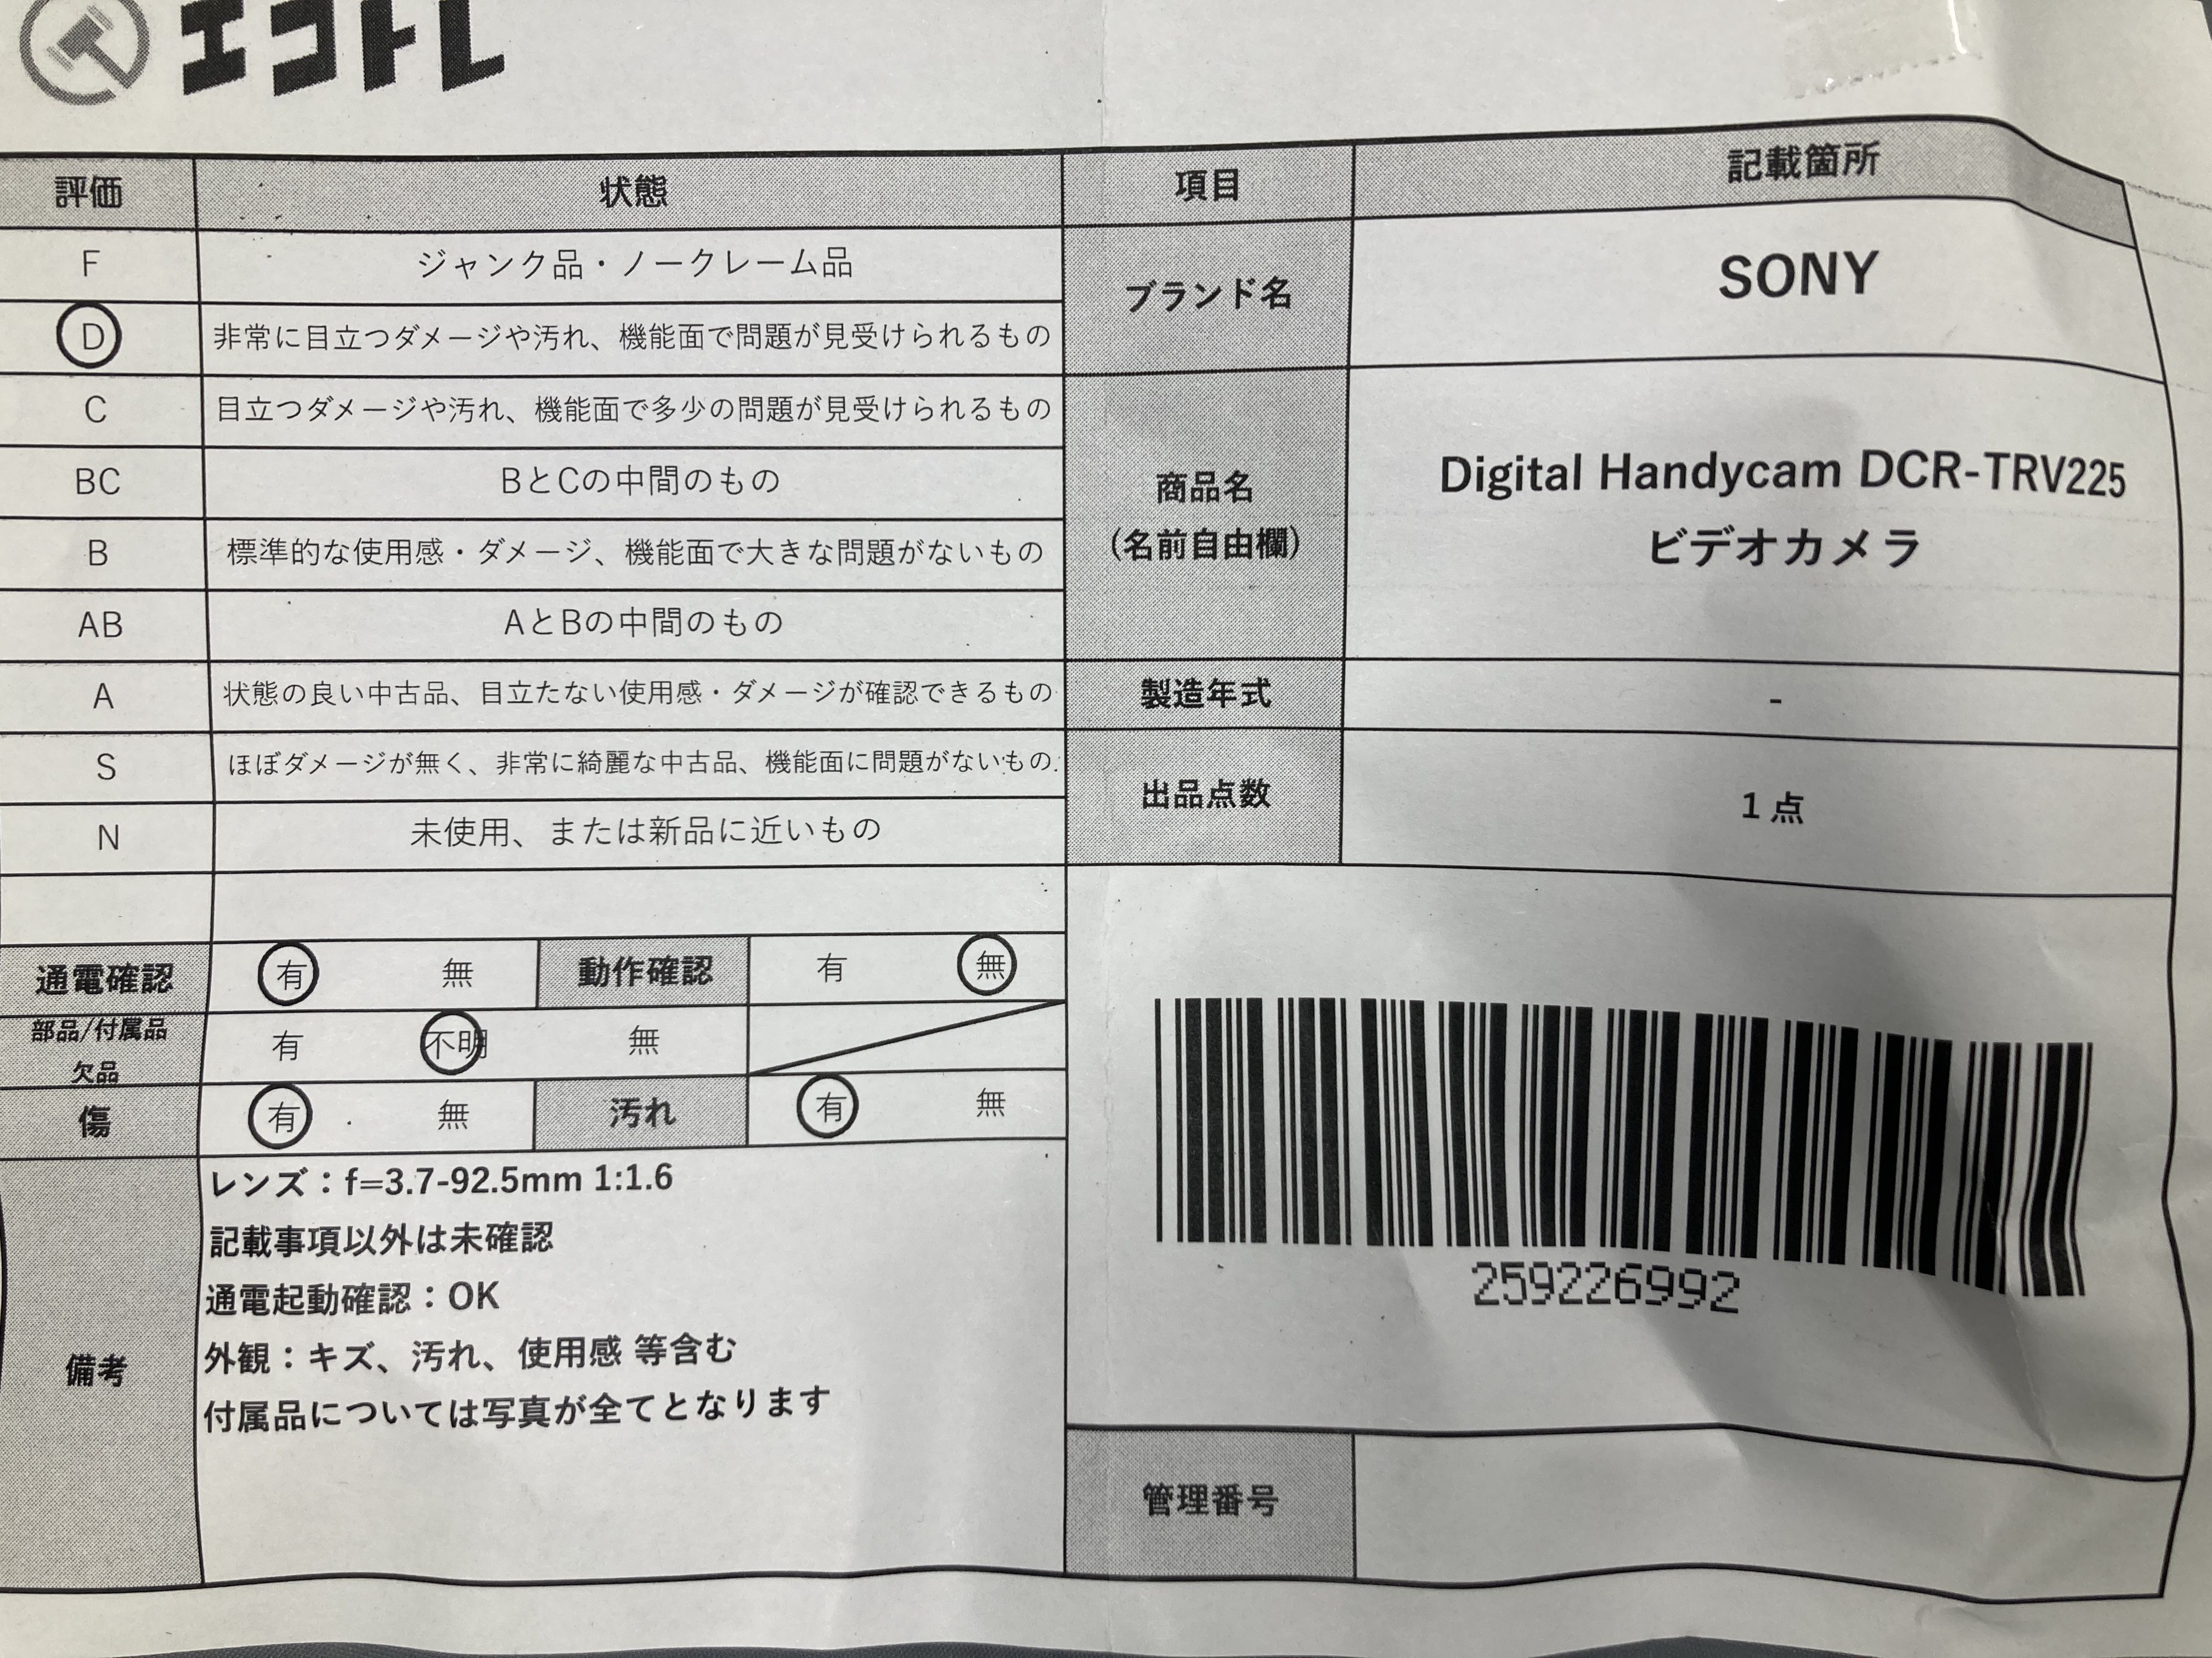 エコトレ
評価 状態
F ジャンク品・ノークレーム品
D 非常に目立つダメージや汚れ、機能面で問題が見受けられるもの
C 目立つダメージや汚れ、機能面で多少の問題が見受けられるもの
BC BとCの中間のもの
B 標準的な使用感・ダメージ、機能面で大きな問題がないもの
AB AとBの中間のもの
A 状態の良い中古品、目立たない使用感・ダメージが確認できるもの
S ほぼダメージが無く、非常に綺麗な中古品、機能面に問題がないもの
N 未使用、または新品に近いもの
通電確認 有 無 動作確認 有 無
部品/付属品
欠品 有 不明 無
傷 有 無 汚れ 有 無
備考
レンズ：f=3.7-92.5mm 1:1.6
記載事項以外は未確認
通電起動確認：OK
外観：キズ、汚れ、使用感 等含む
付属品については写真が全てとなります
項目 記載箇所
ブランド名 SONY
商品名
（名前自由欄）
Digital Handycam DCR-TRV225
ビデオカメラ
製造年式 -
出品点数 1点
259226992
管理番号